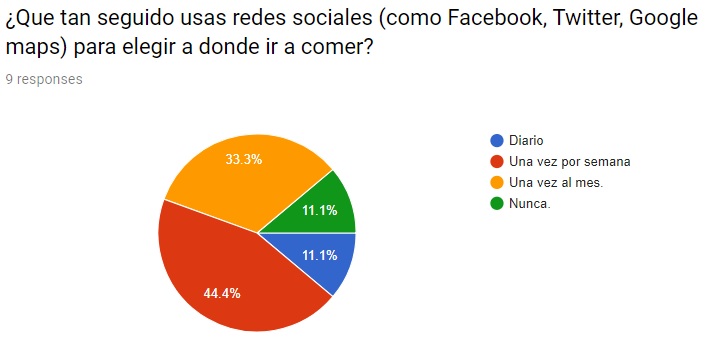 ¿Que tan seguido usas redes sociales (como Facebook, Twitter, Google
maps) para elegir a donde ir a comer?
9 responses
33.3%
11.1%
11.1%
44.4%
Diario
Una vez por semana
Una vez al mes.
Nunca.